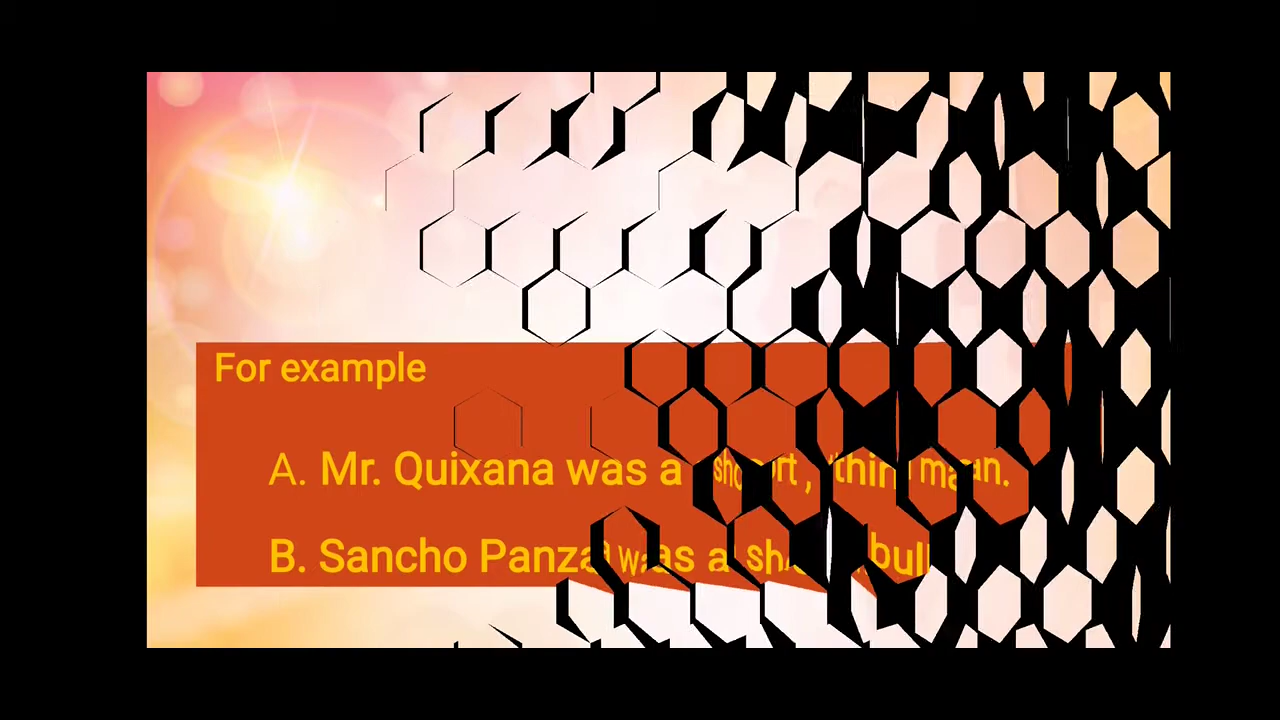 For example
A. Mr. Quixana was a short, thin man.
B. Sancho Panza was a